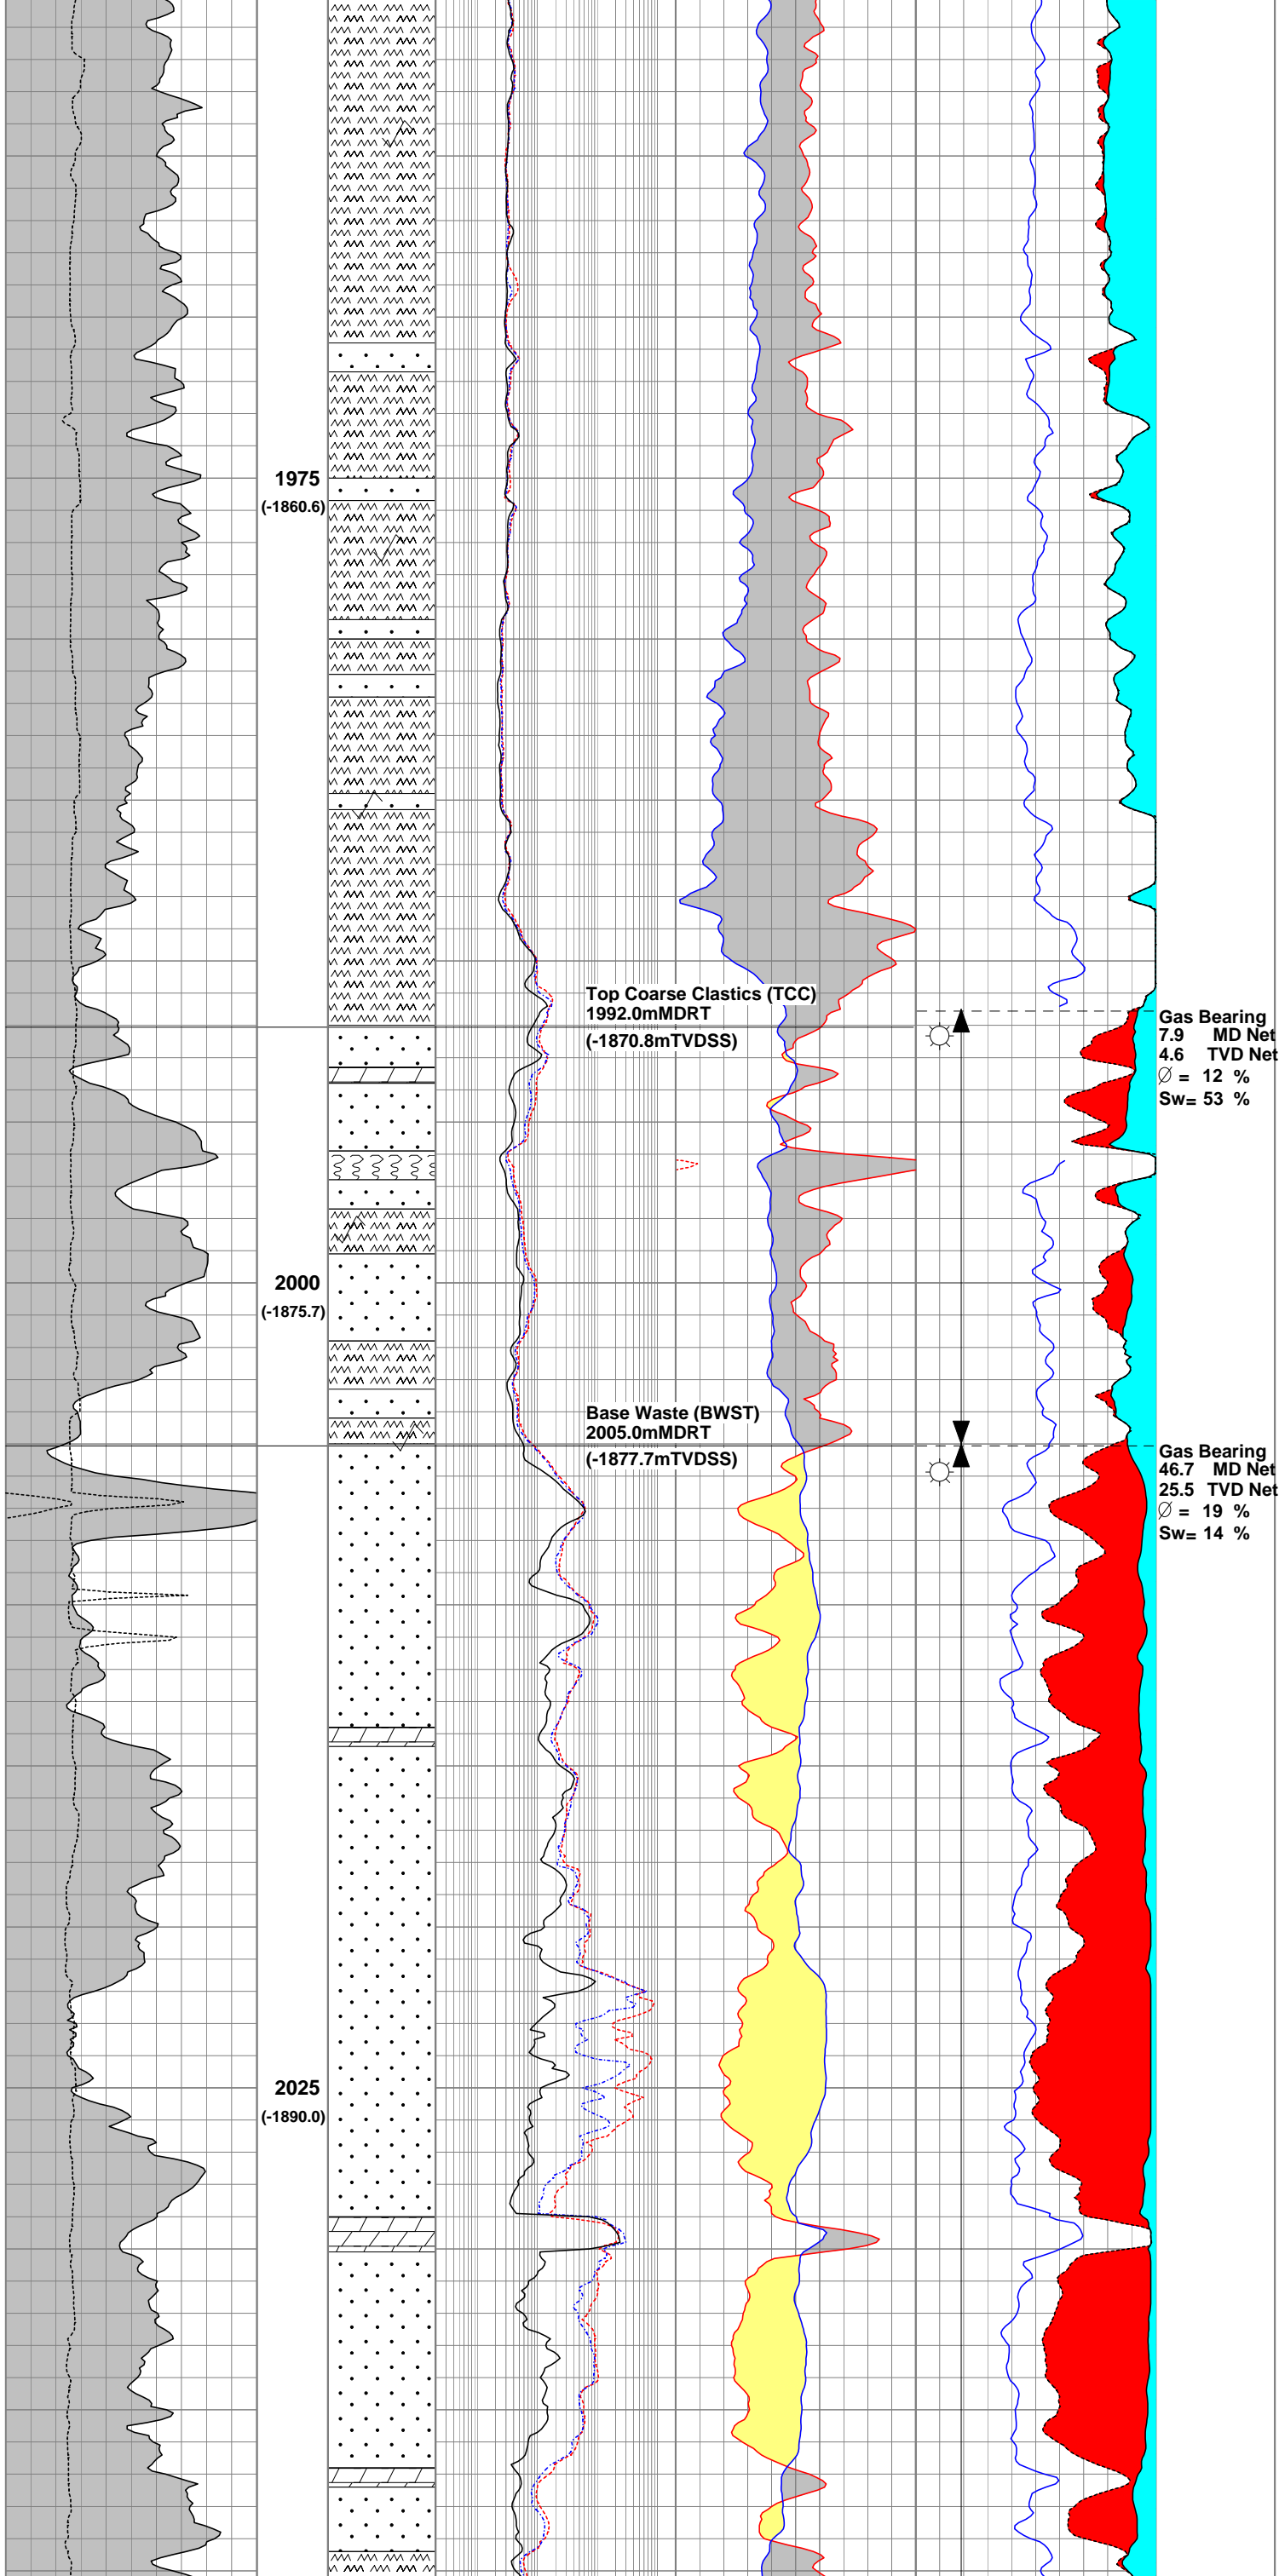 1975
(-1860.6)
Top Coarse Clastics (TCC)
1992.0mMDRT
(-1870.8mTVDSS)
Gas Bearing
7.9 MD Net
4.6 TVD Net
Ø = 12 %
Sw= 53 %
2000
(-1875.7)
Base Waste (BWST)
2005.0mMDRT
(-1877.7mTVDSS)
Gas Bearing
46.7 MD Net
25.5 TVD Net
Ø = 19 %
Sw= 14 %
2025
(-1890.0)